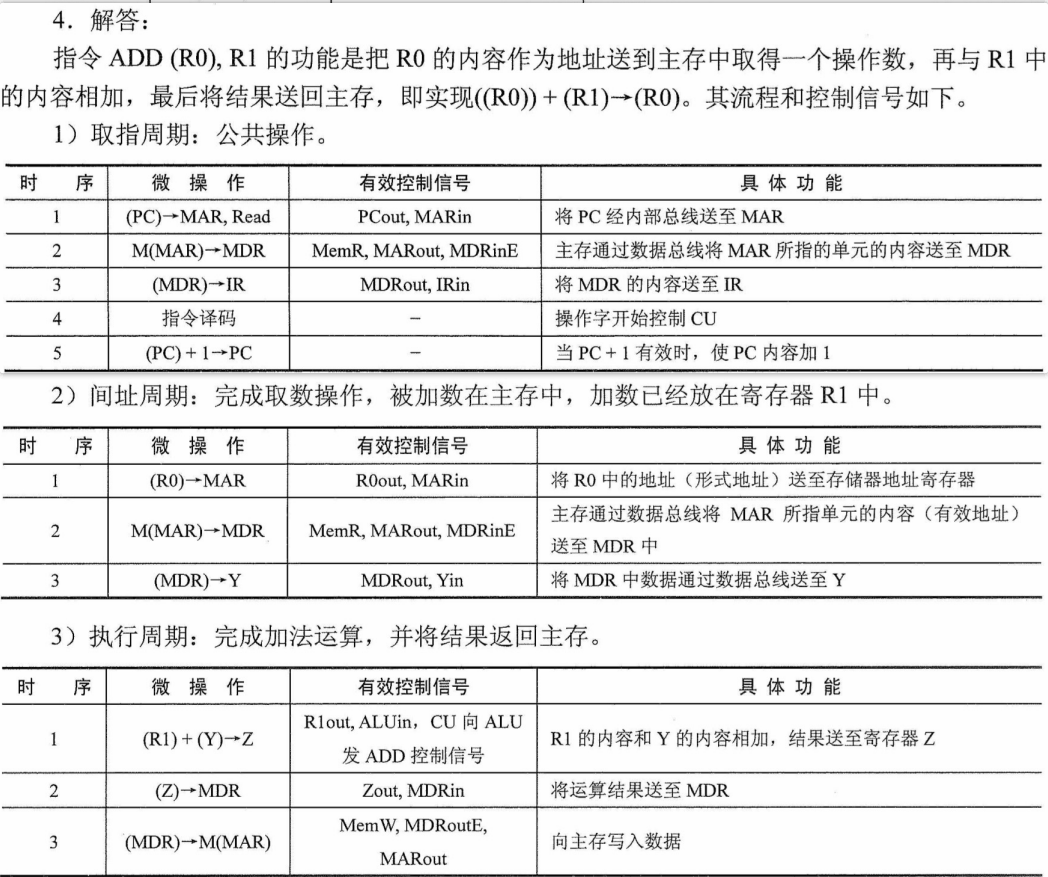 4．解答：
指令 ADD (R0), R1 的功能是把 R0 的内容作为地址送到主存中取得一个操作数，再与 R1 中
的内容相加，最后将结果送回主存，即实现((R0)) + (R1)→(R0)。其流程和控制信号如下。
1）取指周期：公共操作。
时 序 微 操 作 有效控制信号 具 体 功 能
1 (PC)→MAR, Read PCout, MARin 将 PC 经内部总线送至 MAR
2 M(MAR)→MDR MemR, MARout, MDRinE 主存通过数据总线将 MAR 所指的单元的内容送至 MDR
3 (MDR)→IR MDRout, IRin 将 MDR 的内容送至 IR
4 指令译码 – 操作字开始控制 CU
5 (PC) + 1→PC – 当 PC + 1 有效时，使 PC 内容加 1
2）间址周期：完成取数操作，被加数在主存中，加数已经放在寄存器 R1 中。
时 序 微 操 作 有效控制信号 具 体 功 能
1 (R0)→MAR R0out, MARin 将 R0 中的地址（形式地址）送至存储器地址寄存器
2 M(MAR)→MDR MemR, MARout, MDRinE 主存通过数据总线将 MAR 所指单元的内容（有效地址）
送至 MDR 中
3 (MDR)→Y MDRout, Yin 将 MDR 中数据通过数据总线送至 Y
3）执行周期：完成加法运算，并将结果返回主存。
时 序 微 操 作 有效控制信号 具 体 功 能
1 (R1) + (Y)→Z R1out, ALUin，CU 向 ALU
发 ADD 控制信号 R1 的内容和 Y 的内容相加，结果送至寄存器 Z
2 (Z)→MDR Zout, MDRin 将运算结果送至 MDR
3 (MDR)→M(MAR) MemW, MDRoutE,
MARout 向主存写入数据